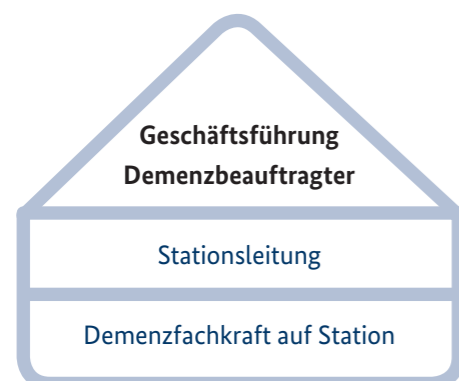 Geschäftsführung
Demenzbeauftragter
Stationsleitung
Demenzfachkraft auf Station